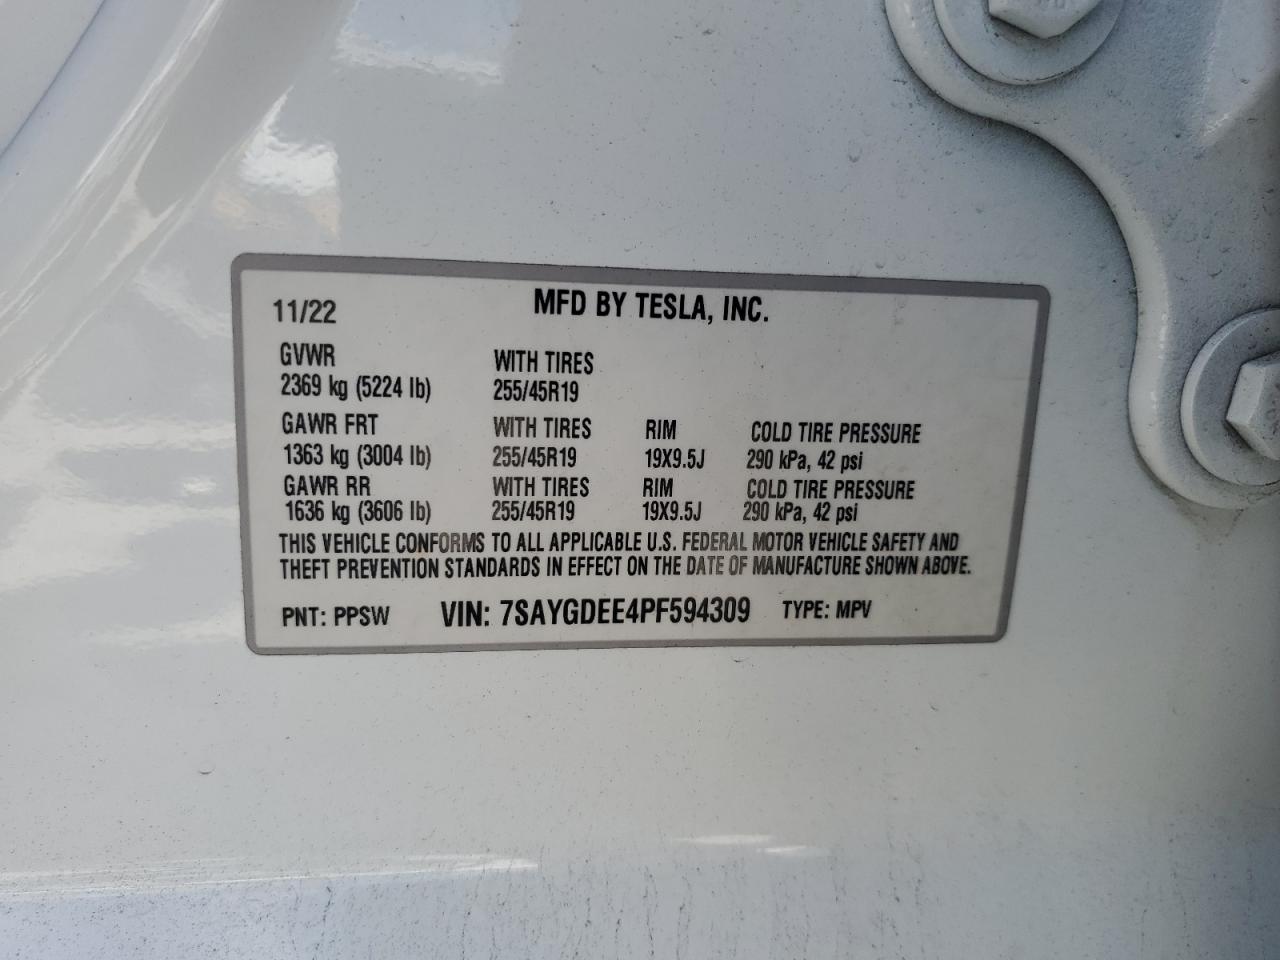 11/22 MFD BY TESLA, INC.
GVWR WITH TIRES
2369 kg (5224 lb) 255/45R19
GAWR FRT WITH TIRES RIM COLD TIRE PRESSURE
1363 kg (3004 lb) 255/45R19 19X9.5J 290 kPa, 42 psi
GAWR RR WITH TIRES RIM COLD TIRE PRESSURE
1636 kg (3606 lb) 255/45R19 19X9.5J 290 kPa, 42 psi
THIS VEHICLE CONFORMS TO ALL APPLICABLE U.S. FEDERAL MOTOR VEHICLE SAFETY AND
THEFT PREVENTION STANDARDS IN EFFECT ON THE DATE OF MANUFACTURE SHOWN ABOVE.
PNT: PPSW VIN: 7SAYGDEE4PF594309 TYPE: MPV